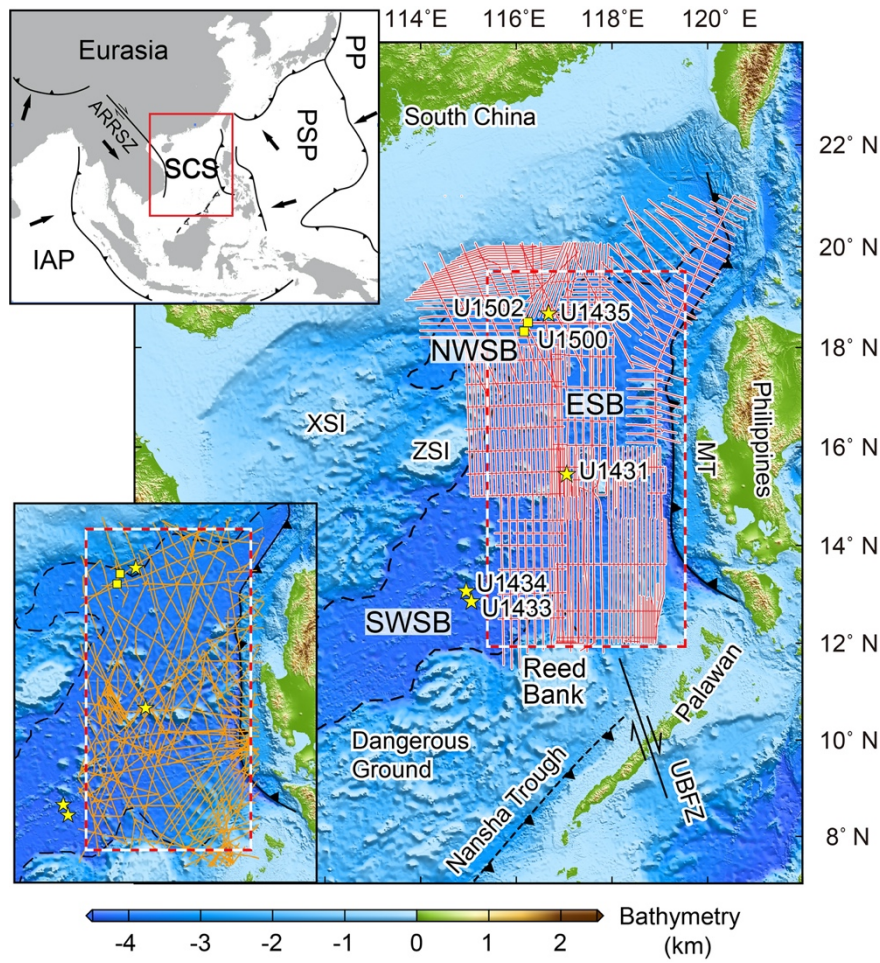 114°E
116°E
118°E
120° E
Eurasia
PP
ARRSZ
PSP
SCS
IAP
South China
22° N
20° N
U1502
U1435
U1500
NWSB
18° N
ESB
XSI
Philippines
ZSI
MT
16° N
U1431
14° N
U1434
U1433
SWSB
12° N
Reed
Bank
Palawan
Dangerous
Ground
10° N
UBFZ
Nansha Trough
8° N
-4
-3
-2
-1
0
1
2
Bathymetry
(km)